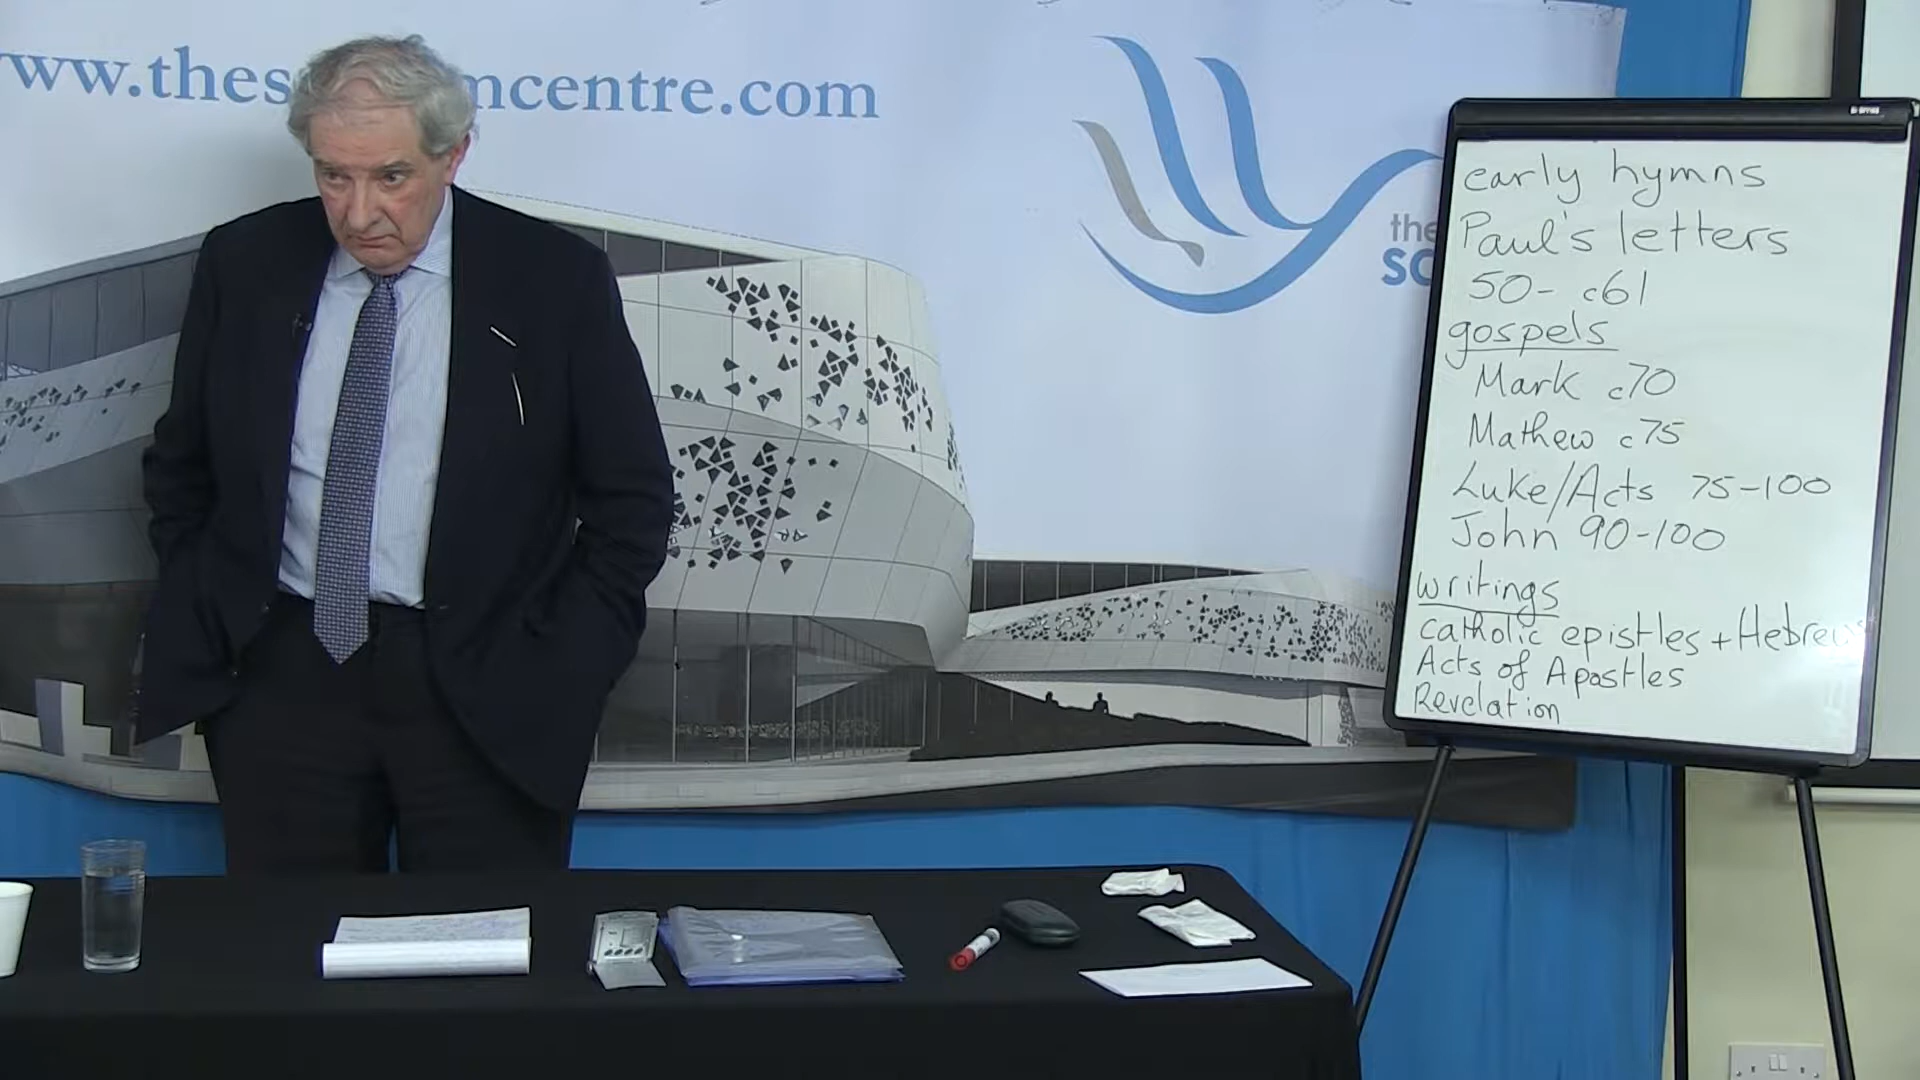 www.thes mcentre.com
the
sc
early hymns
Paul's letters
50- c61
gospels
Mark c70
Mathew c75
Luke/Acts 75-100
John 90-100
writings
catholic epistles + Hebrews
Acts of Apostles
Revelation